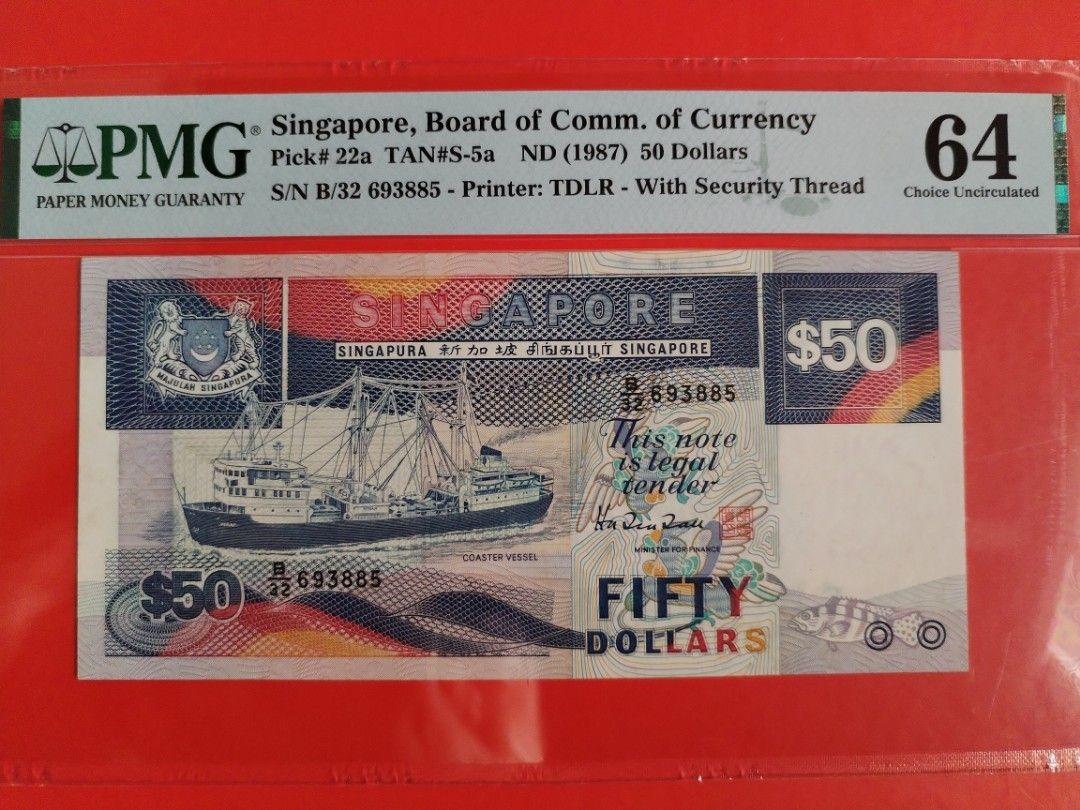 PMG®
PAPER MONEY GUARANTY
Singapore, Board of Comm. of Currency
Pick# 22a TAN#S-5a ND (1987) 50 Dollars
S/N B/32 693885 - Printer: TDLR - With Security Thread
64
Choice Uncirculated
SINGAPORE
SINGAPURA 新加坡 சிங்கப்பூர் SINGAPORE
MAJULAH SINGAPURA
$50
B/32 693885
This note
is legal
tender
MINISTER FOR FINANCE
COASTER VESSEL
$50
B/32 693885
FIFTY
DOLLARS